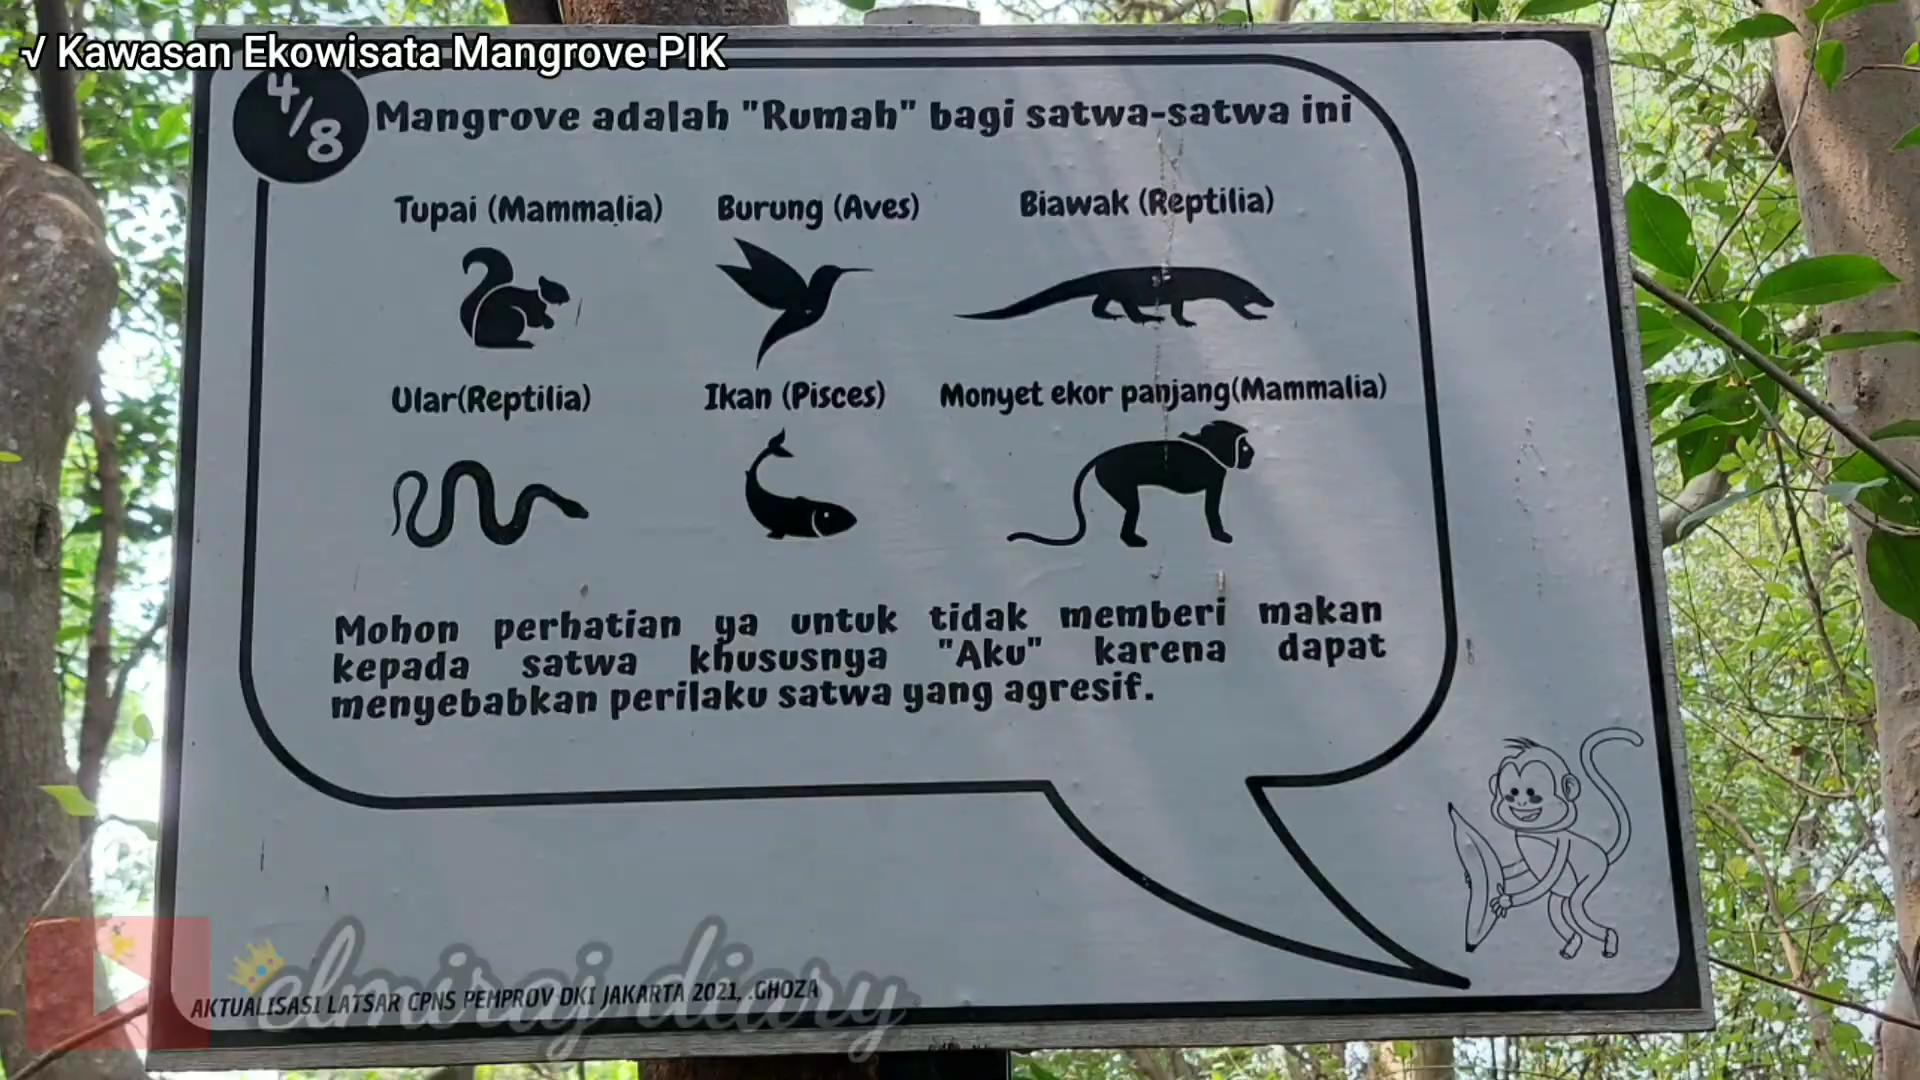 √ Kawasan Ekowisata Mangrove PIK
4/8
Mangrove adalah "Rumah" bagi satwa-satwa ini
Tupai (Mammalia) Burung (Aves) Biawak (Reptilia)
Ular(Reptilia) Ikan (Pisces) Monyet ekor panjang(Mammalia)
Mohon perhatian ya untuk tidak memberi makan
kepada satwa khususnya "Aku" karena dapat
menyebabkan perilaku satwa yang agresif.
elmiraj diary
AKTUALISASI LATSAR CPNS PEMPROV DKI JAKARTA 2021, .GHOZA